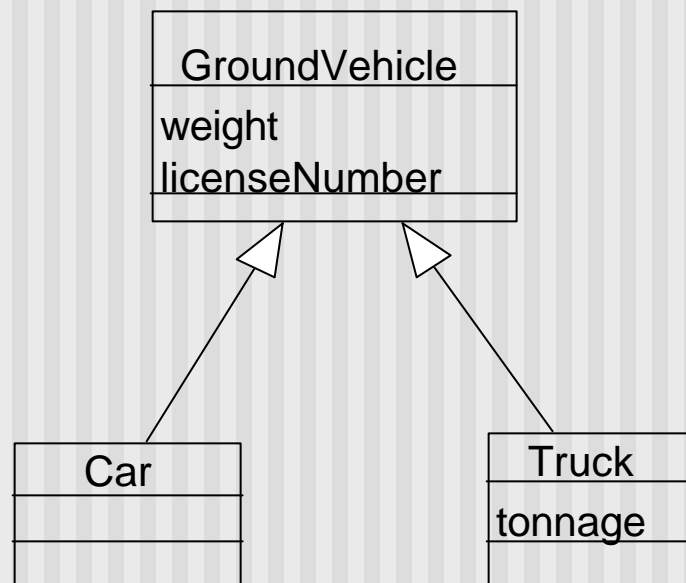 GroundVehicle
weight
licenseNumber
Car
Truck
tonnage